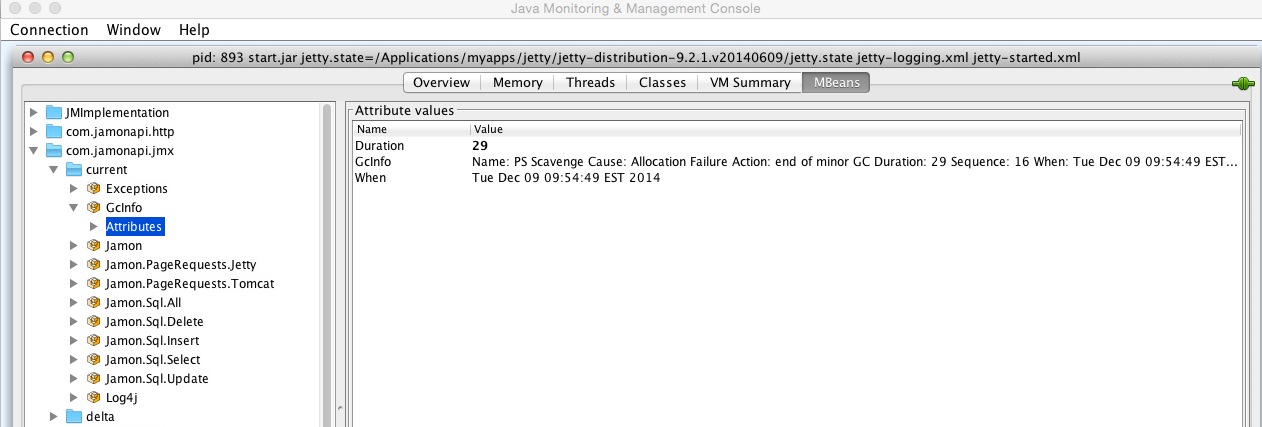 Java Monitoring & Management Console
Connection Window Help
pid: 893 start.jar jetty.state=/Applications/myapps/jetty/jetty-distribution-9.2.1.v20140609/jetty.state jetty-logging.xml jetty-started.xml
Overview Memory Threads Classes VM Summary MBeans
JMImplementation
com.jamonapi.http
com.jamonapi.jmx
current
Exceptions
GcInfo
Attributes
Jamon
Jamon.PageRequests.Jetty
Jamon.PageRequests.Tomcat
Jamon.Sql.All
Jamon.Sql.Delete
Jamon.Sql.Insert
Jamon.Sql.Select
Jamon.Sql.Update
Log4j
delta
Attribute values
Name Value
Duration 29
GcInfo Name: PS Scavenge Cause: Allocation Failure Action: end of minor GC Duration: 29 Sequence: 16 When: Tue Dec 09 09:54:49 EST...
When Tue Dec 09 09:54:49 EST 2014